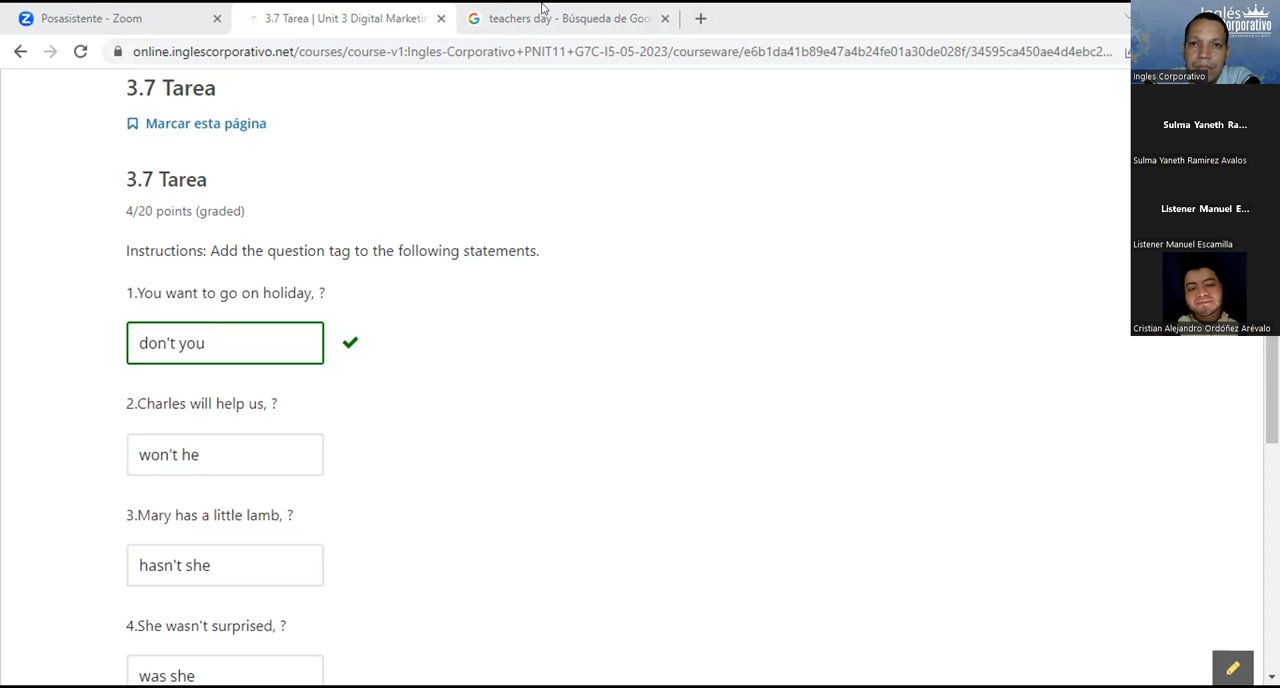 Posasistente - Zoom
3.7 Tarea | Unit 3 Digital Marketin
teachers day - Búsqueda de Goo
online.inglescorporativo.net/courses/course-v1:Ingles-Corporativo+PNIT11+G7C-I5-05-2023/courseware/e6b1da41b89e47a4b24fe01a30de028f/34595ca450ae4d4ebc2...
Inglés
Corporativo
Ingles Corporativo
Sulma Yaneth Ra...
Sulma Yaneth Ramirez Avalos
Listener Manuel E...
Listener Manuel Escamilla
Cristian Alejandro Ordóñez Arévalo
3.7 Tarea
Marcar esta página
3.7 Tarea
4/20 points (graded)
Instructions: Add the question tag to the following statements.
1.You want to go on holiday, ?
don't you
2.Charles will help us, ?
won't he
3.Mary has a little lamb, ?
hasn't she
4.She wasn't surprised, ?
was she